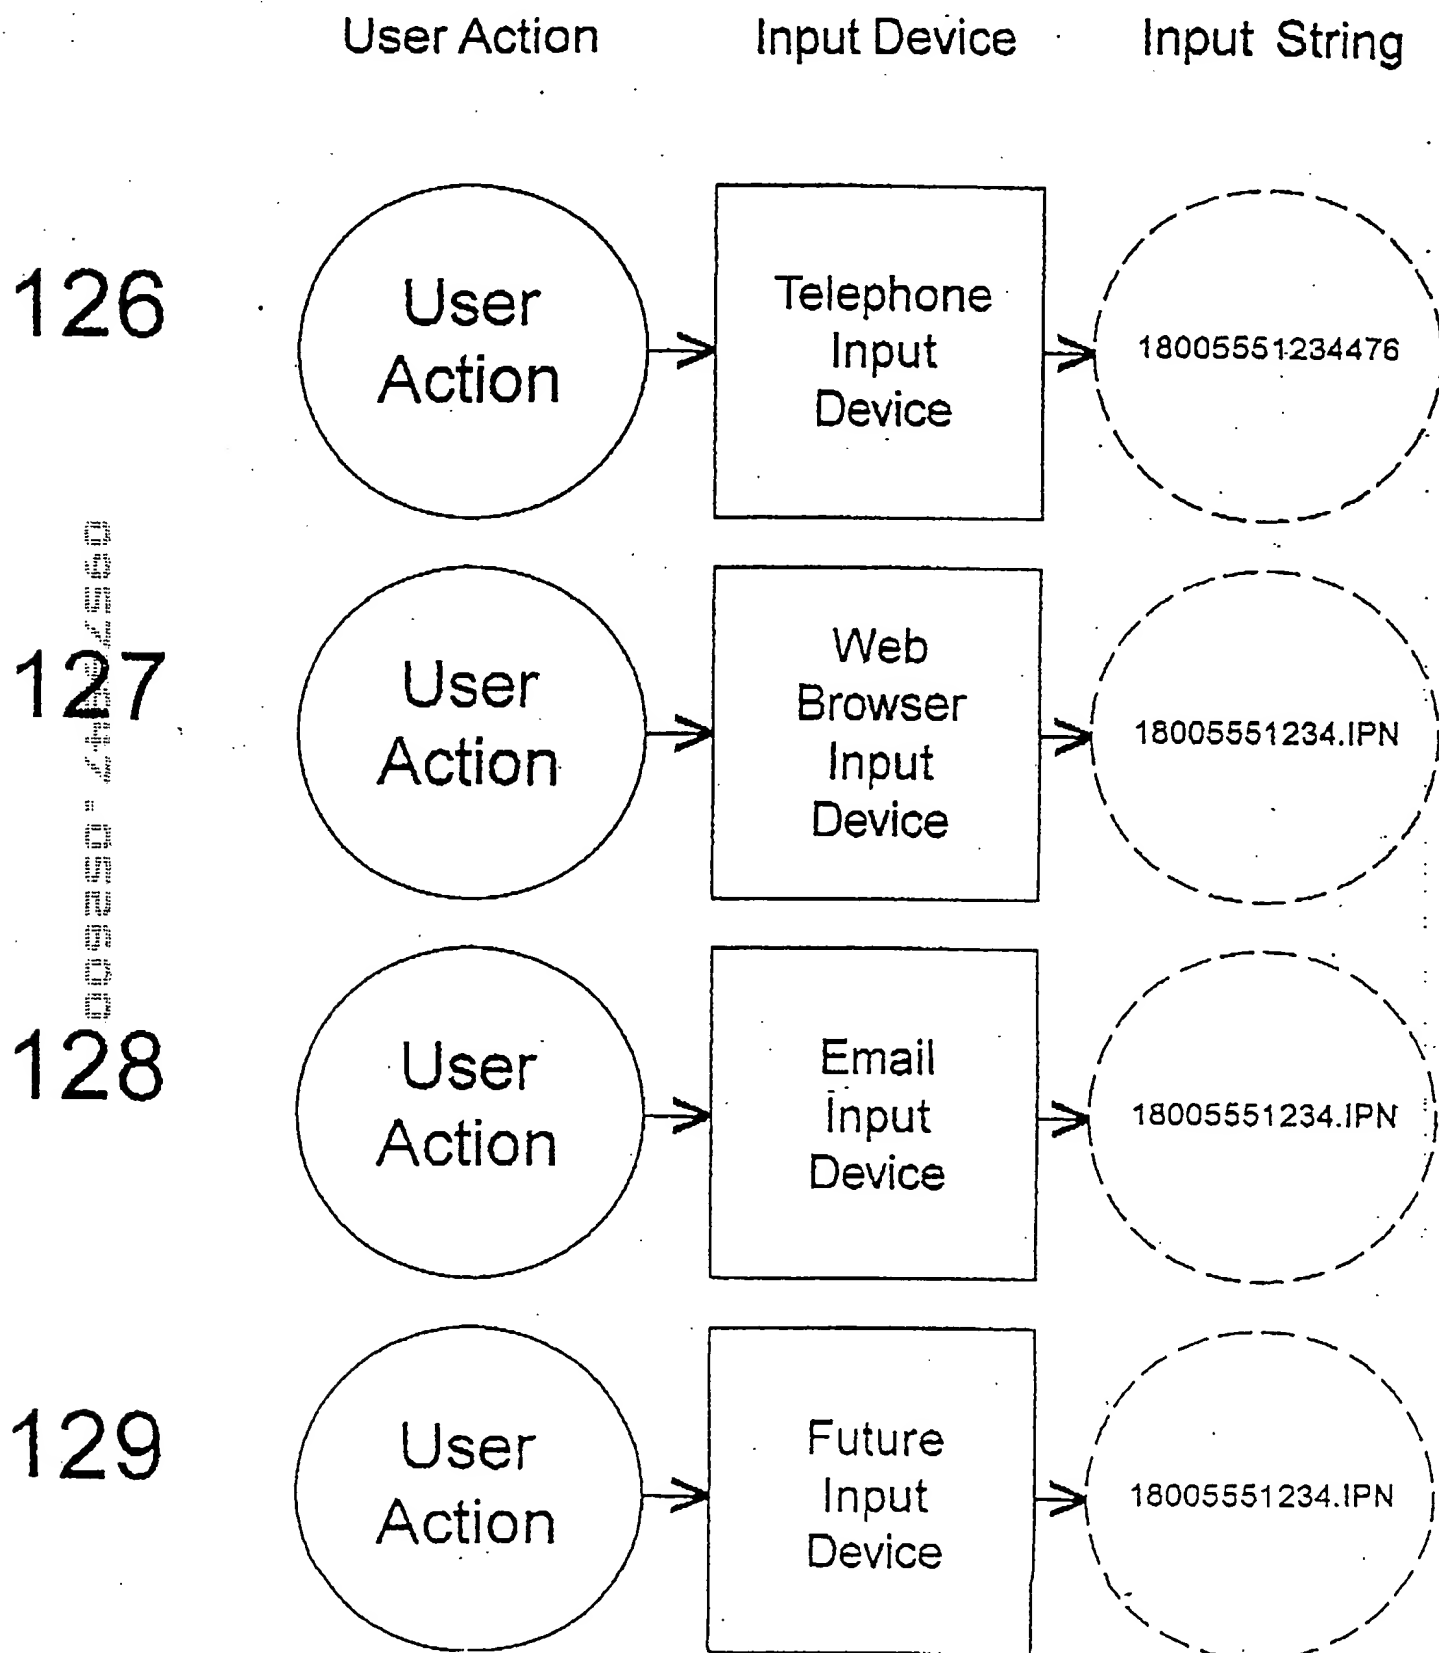 User Action Input Device Input String
126
User
Action
Telephone
Input
Device
18005551234476
127
User
Action
Web
Browser
Input
Device
18005551234.IPN
128
User
Action
Email
Input
Device
18005551234.IPN
129
User
Action
Future
Input
Device
18005551234.IPN